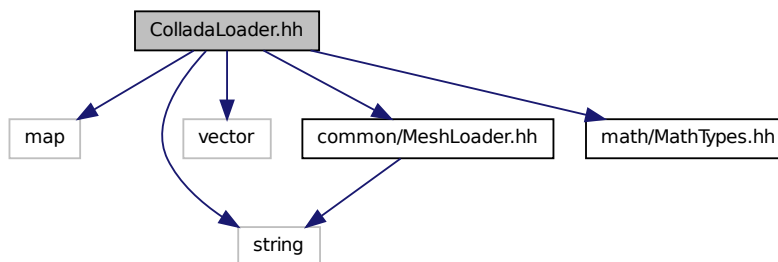 ColladaLoader.hh
map
vector
common/MeshLoader.hh
math/MathTypes.hh
string